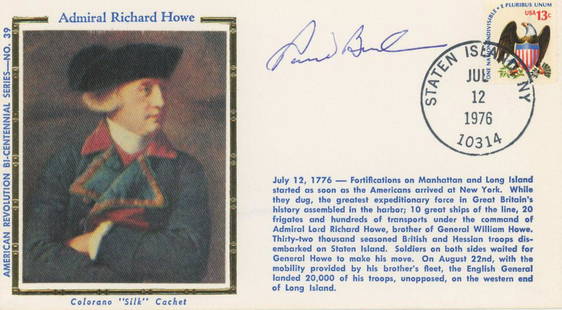 AMERICAN REVOLUTION BI-CENTENNIAL SERIES—NO. 39
Admiral Richard Howe
Colorano "Silk" Cachet
ONE NATION INDIVISIBLE • E PLURIBUS UNUM
USA 13c
STATEN ISLAND, NY
JUL
12
1976
10314
July 12, 1776 — Fortifications on Manhattan and Long Island
started as soon as the Americans arrived at New York. While
they dug, the greatest expeditionary force in Great Britain's
history assembled in the harbor; 10 great ships of the line, 20
frigates and hundreds of transports under the command of
Admiral Lord Richard Howe, brother of General William Howe.
Thirty-two thousand seasoned British and Hessian troops dis-
embarked on Staten Island. Soldiers on both sides waited for
General Howe to make his move. On August 22nd, with the
mobility provided by his brother's fleet, the English General
landed 20,000 of his troops, unopposed, on the western end
of Long Island.